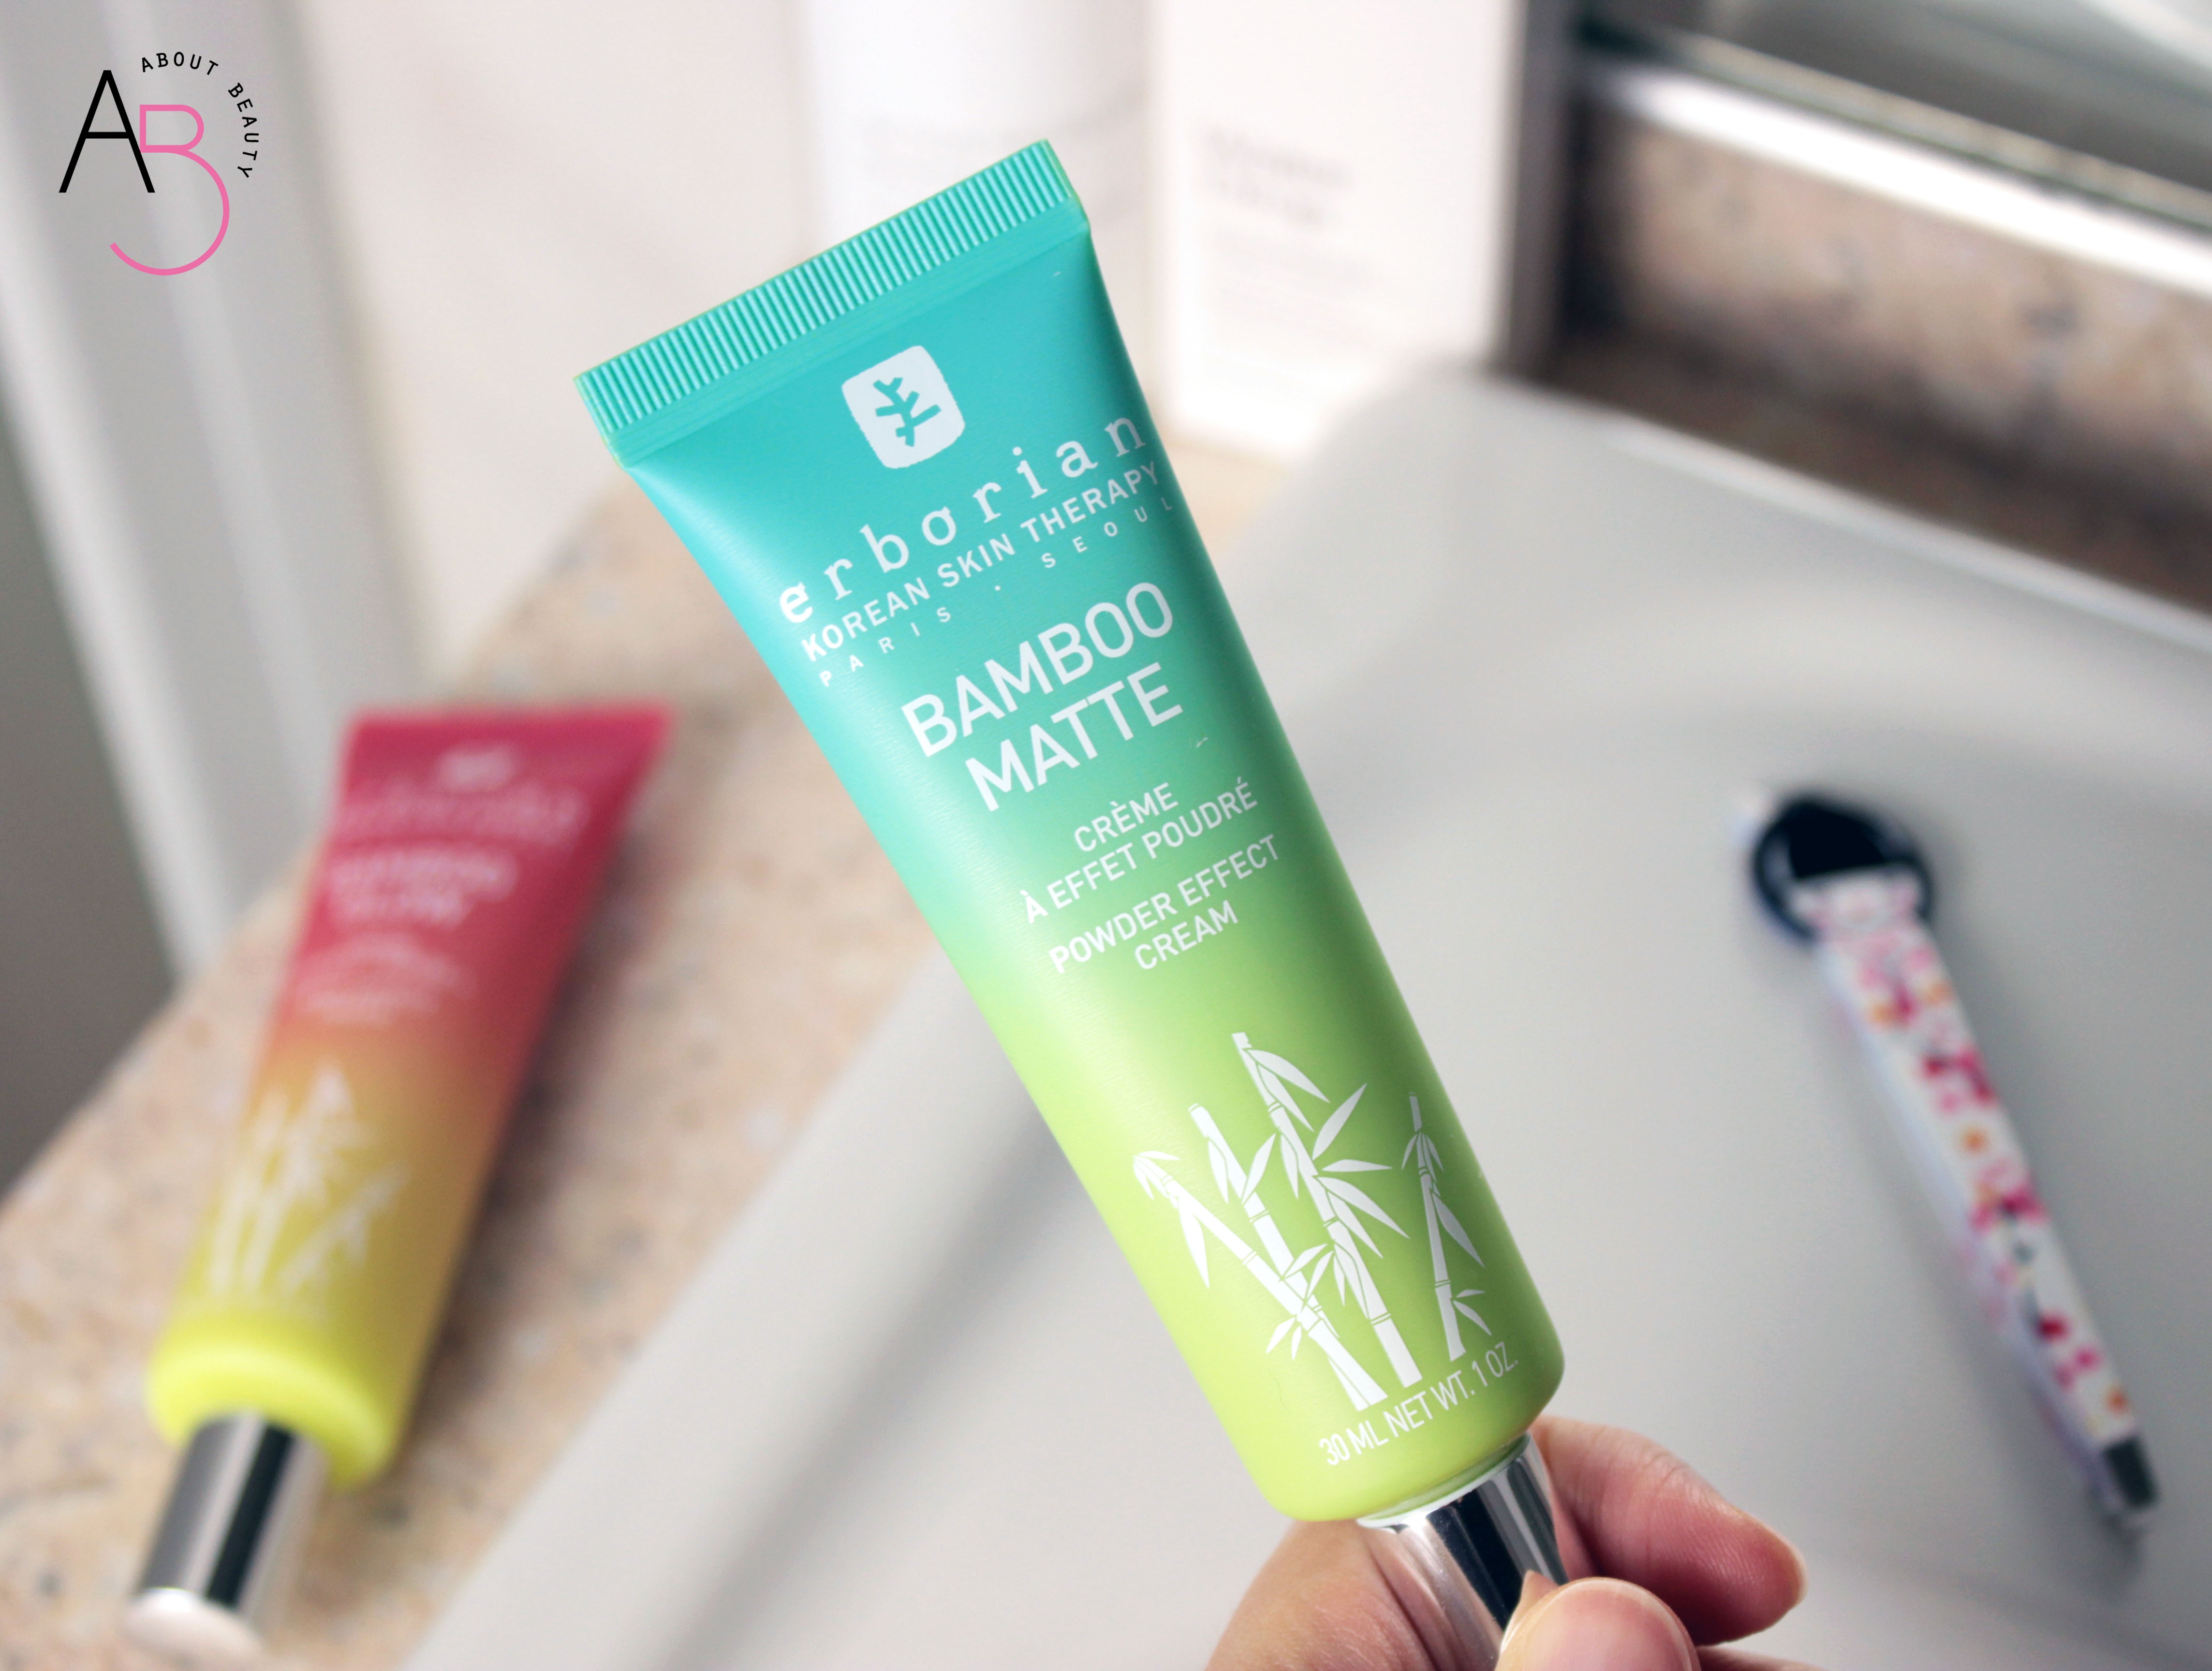 AB
ABOUT BEAUTY
erborian
KOREAN SKIN THERAPY
PARIS · SEOUL
BAMBOO
MATTE
CRÈME
À EFFET POUDRÉ
POWDER EFFECT
CREAM
30 ML NET WT. 1 OZ.